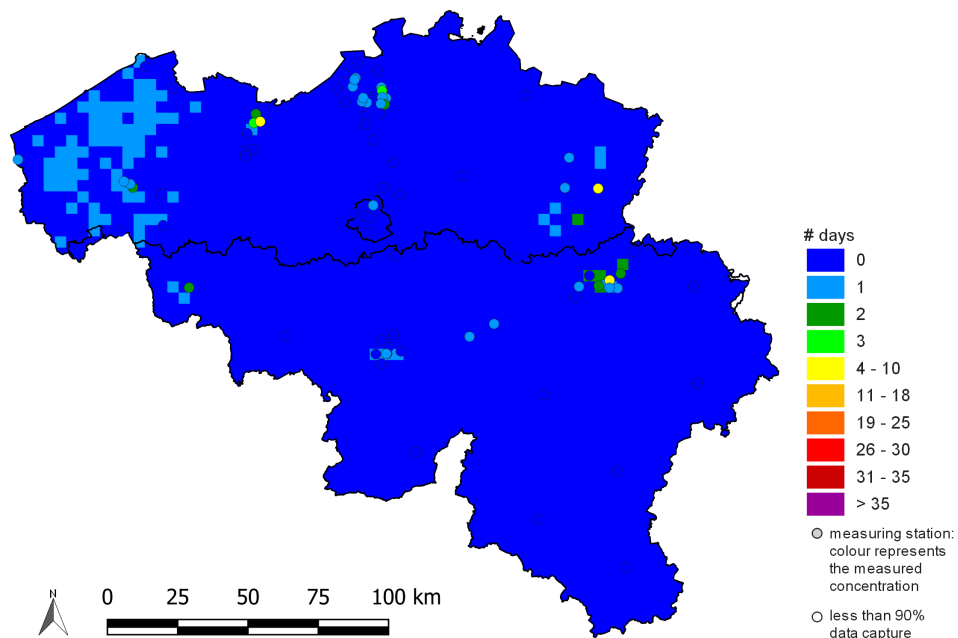 # days
0
1
2
3
4 - 10
11 - 18
19 - 25
26 - 30
31 - 35
> 35
measuring station:
colour represents
the measured
concentration
less than 90%
data capture
N
0 25 50 75 100 km